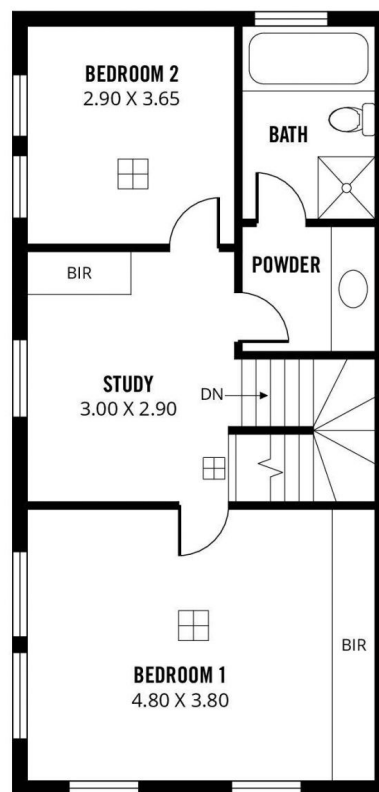 BEDROOM 2
2.90 X 3.65
BATH
BIR
POWDER
STUDY
3.00 X 2.90
DN
BIR
BEDROOM 1
4.80 X 3.80